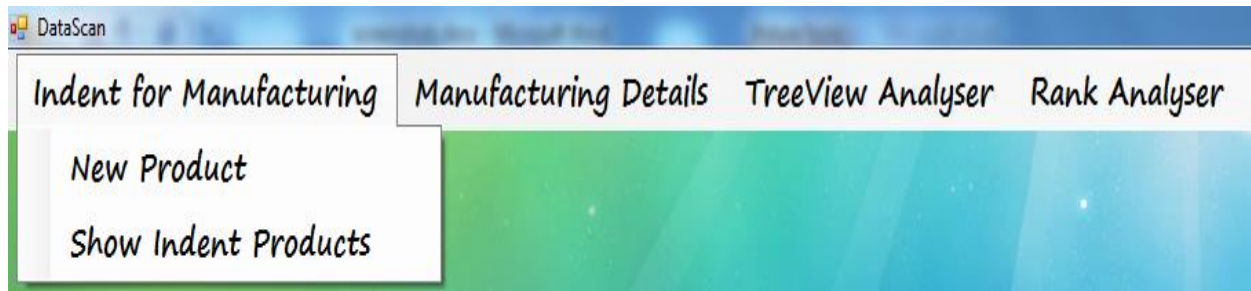 DataScan
Indent for Manufacturing Manufacturing Details TreeView Analyser Rank Analyser
New Product
Show Indent Products